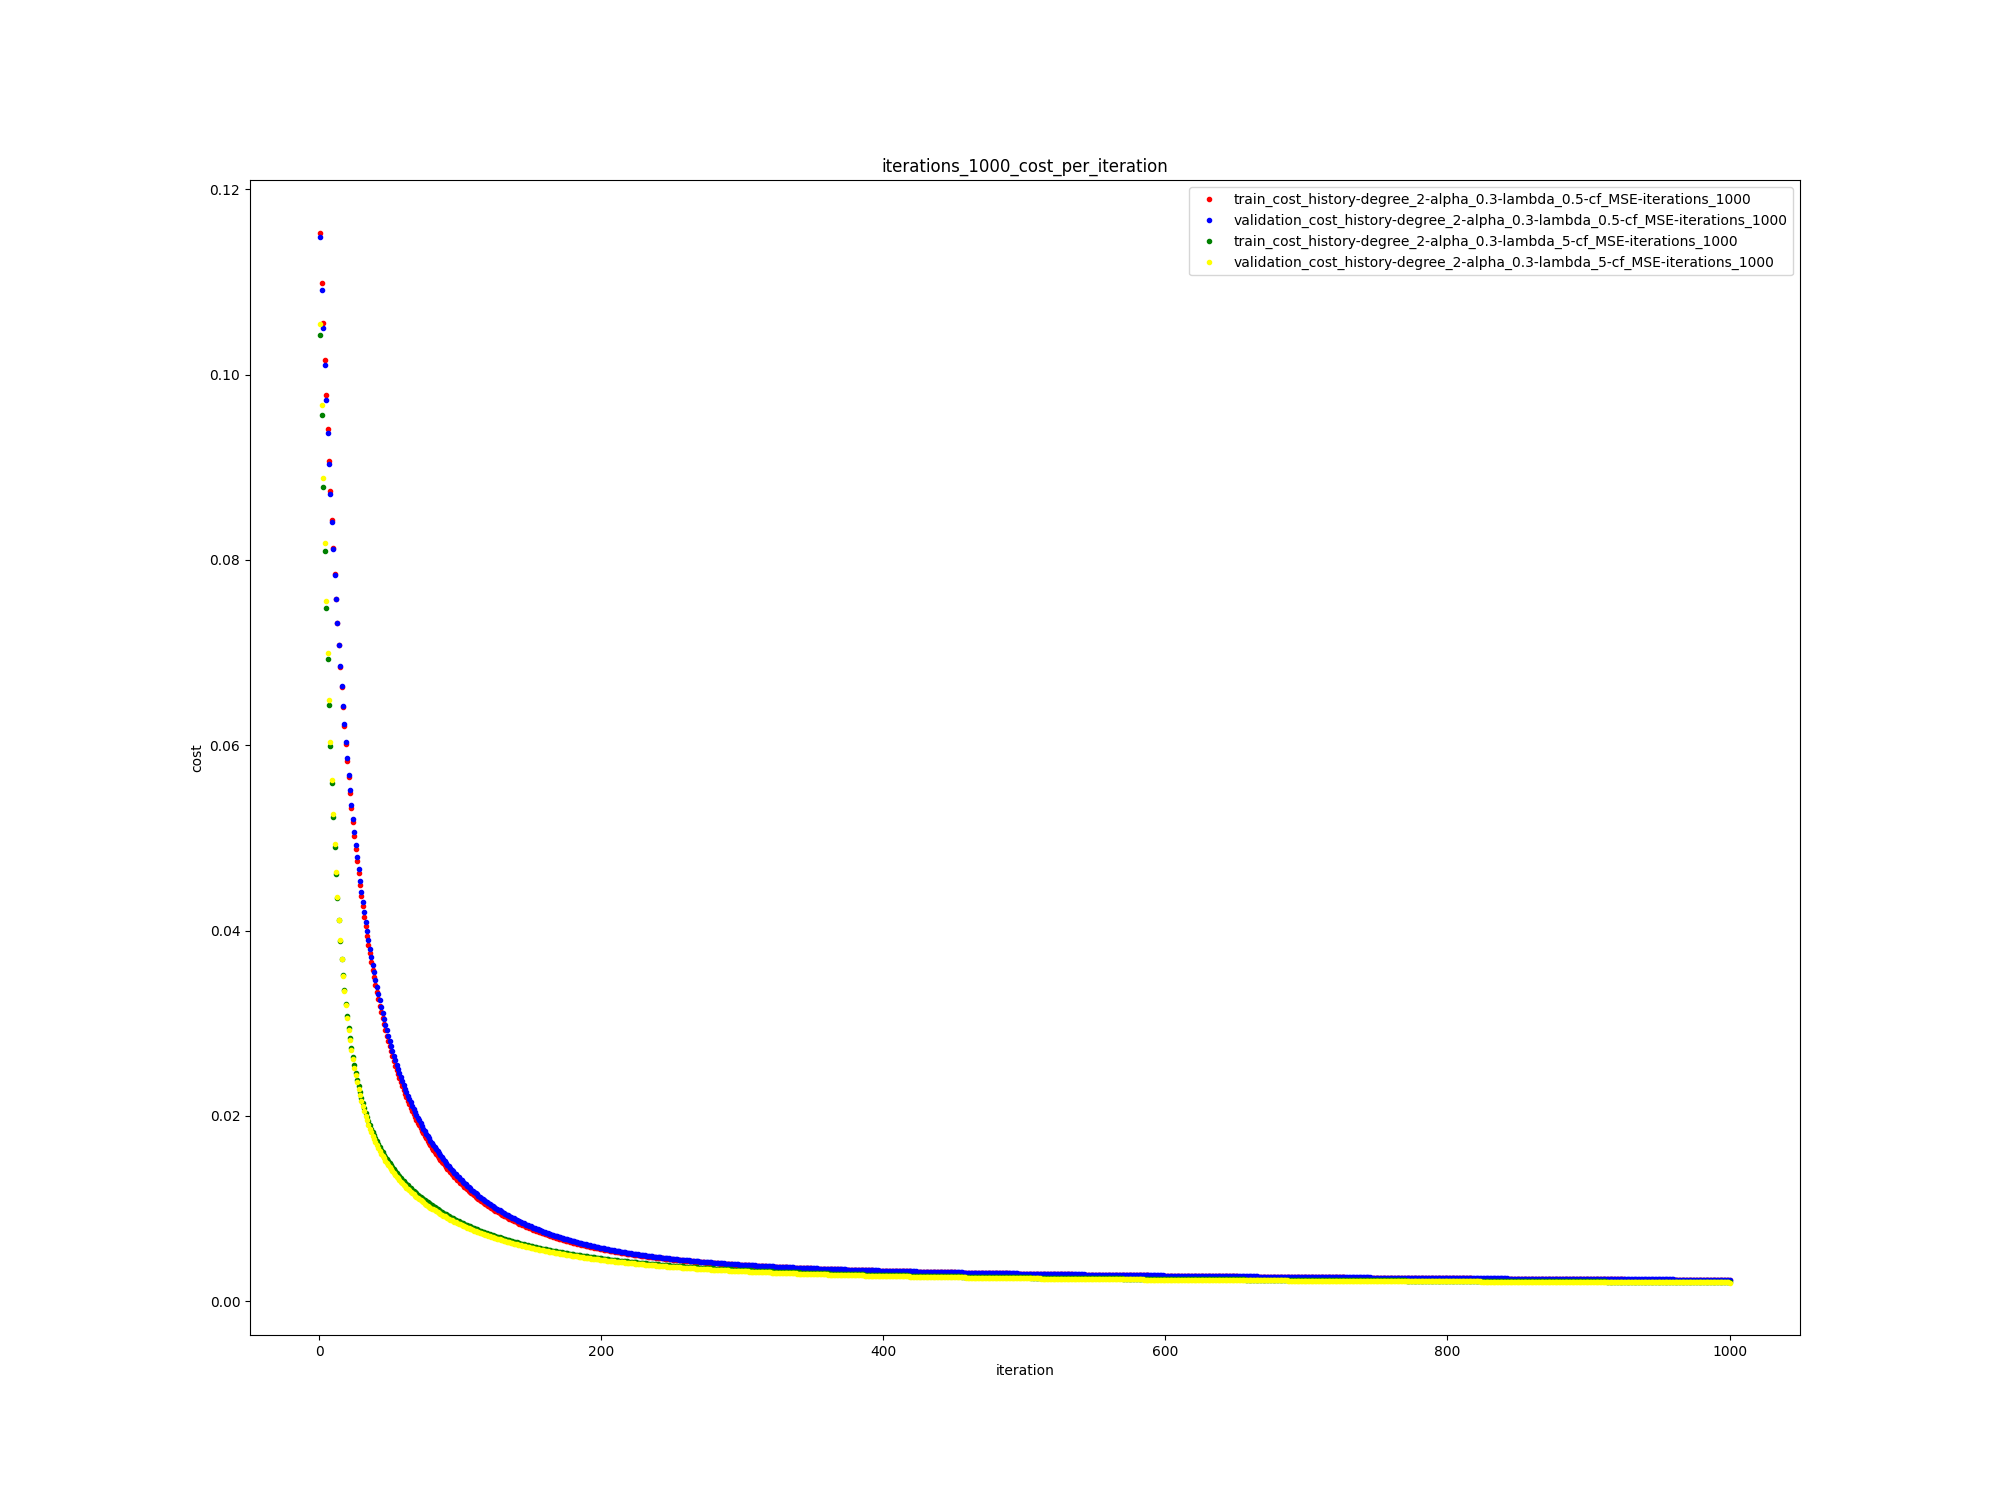 iterations_1000_cost_per_iteration
train_cost_history-degree_2-alpha_0.3-lambda_0.5-cf_MSE-iterations_1000
validation_cost_history-degree_2-alpha_0.3-lambda_0.5-cf_MSE-iterations_1000
train_cost_history-degree_2-alpha_0.3-lambda_5-cf_MSE-iterations_1000
validation_cost_history-degree_2-alpha_0.3-lambda_5-cf_MSE-iterations_1000
0.12
0.10
0.08
0.06
0.04
0.02
0.00
cost
0 200 400 600 800 1000
iteration